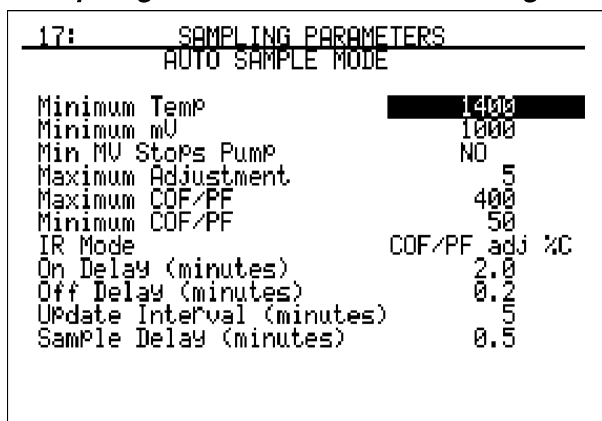 17: SAMPLING PARAMETERS
AUTO SAMPLE MODE
Minimum Temp 1400
Minimum mV 1000
Min MV Stops Pump NO
Maximum Adjustment 5
Maximum COF/PF 400
Minimum COF/PF 50
IR Mode COF/PF adj %C
On Delay (minutes) 2.0
Off Delay (minutes) 0.2
Update Interval (minutes) 5
Sample Delay (minutes) 0.5